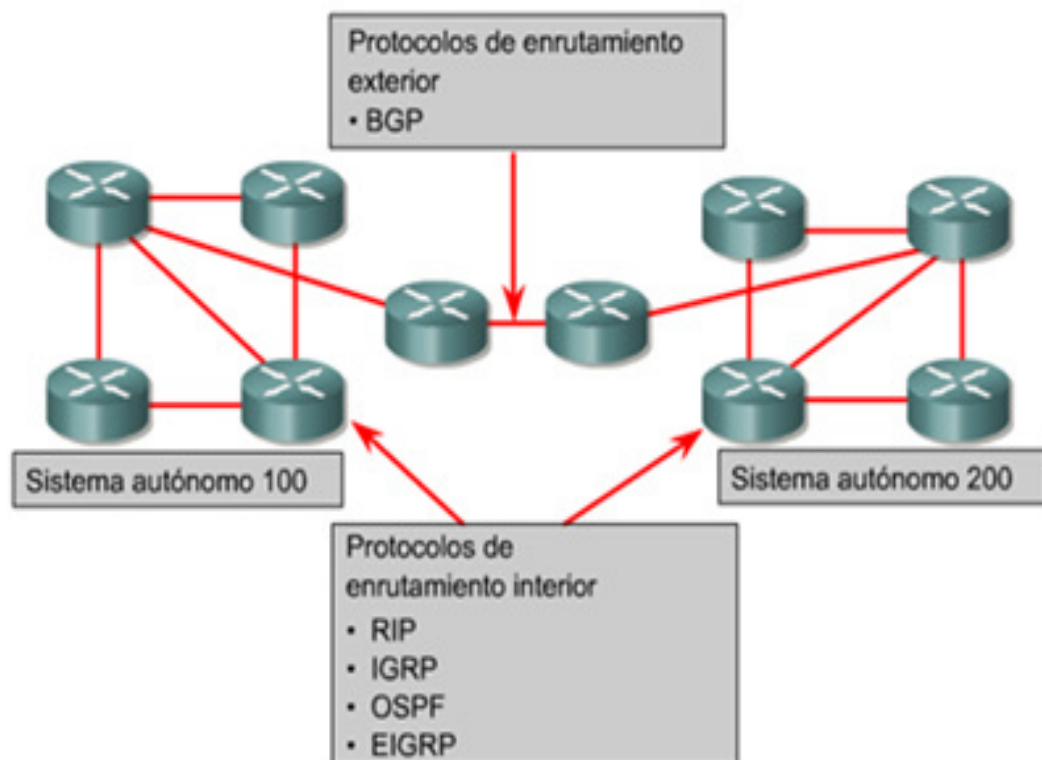 Protocolos de enrutamiento
exterior
• BGP
Sistema autónomo 100
Sistema autónomo 200
Protocolos de
enrutamiento interior
• RIP
• IGRP
• OSPF
• EIGRP